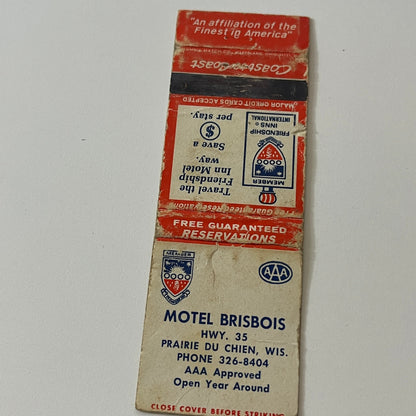 "An affiliation of the
Finest in America"
Coast to Coast
MAJOR CREDIT CARDS ACCEPTED
FRIENDSHIP
INNS
INTERNATIONAL
MEMBER
Travel the
Friendship
Inn Motel
way.
Save a
$
per stay.
Free Guaranteed Reservations
FREE GUARANTEED
RESERVATIONS
AAA
MOTEL BRISBOIS
HWY. 35
PRAIRIE DU CHIEN, WIS.
PHONE 326-8404
AAA Approved
Open Year Around
CLOSE COVER BEFORE STRIKING